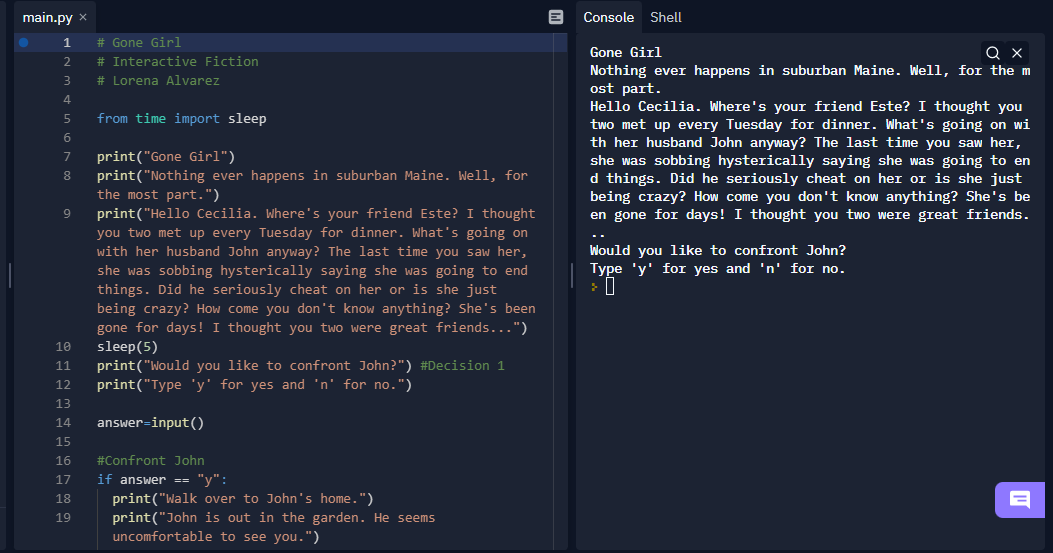 main.py ×
1 # Gone Girl
2 # Interactive Fiction
3 # Lorena Alvarez
4
5 from time import sleep
6
7 print("Gone Girl")
8 print("Nothing ever happens in suburban Maine. Well, for
the most part.")
9 print("Hello Cecilia. Where's your friend Este? I thought
you two met up every Tuesday for dinner. What's going on
with her husband John anyway? The last time you saw her,
she was sobbing hysterically saying she was going to end
things. Did he seriously cheat on her or is she just
being crazy? How come you don't know anything? She's been
gone for days! I thought you two were great friends...")
10 sleep(5)
11 print("Would you like to confront John?") #Decision 1
12 print("Type 'y' for yes and 'n' for no.")
13
14 answer=input()
15
16 #Confront John
17 if answer == "y":
18 print("Walk over to John's home.")
19 print("John is out in the garden. He seems
uncomfortable to see you.")
Console Shell
Gone Girl
Nothing ever happens in suburban Maine. Well, for the m
ost part.
Hello Cecilia. Where's your friend Este? I thought you
two met up every Tuesday for dinner. What's going on wi
th her husband John anyway? The last time you saw her,
she was sobbing hysterically saying she was going to en
d things. Did he seriously cheat on her or is she just
being crazy? How come you don't know anything? She's be
en gone for days! I thought you two were great friends.
..
Would you like to confront John?
Type 'y' for yes and 'n' for no.